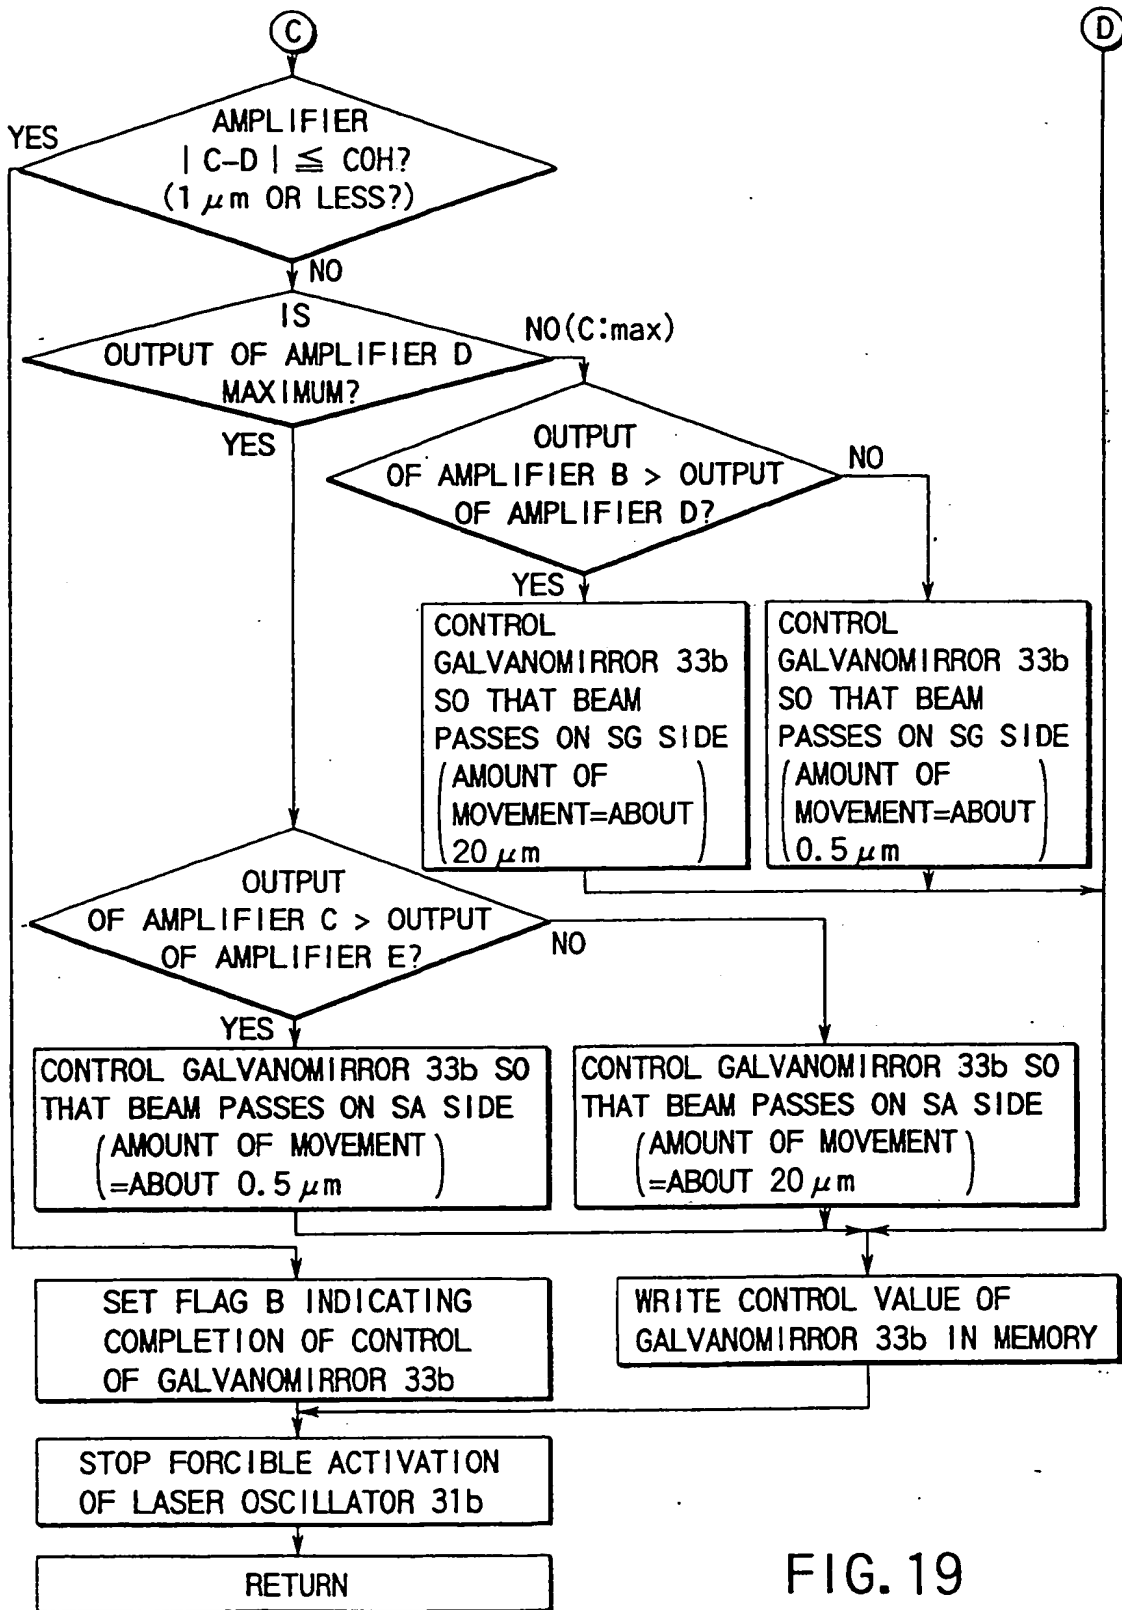 C
D
AMPLIFIER
| C-D | ≦ COH?
(1 μm OR LESS?)
YES
NO
IS
OUTPUT OF AMPLIFIER D
MAXIMUM?
NO(C:max)
YES
OUTPUT
OF AMPLIFIER B > OUTPUT
OF AMPLIFIER D?
NO
YES
CONTROL
GALVANOMIRROR 33b
SO THAT BEAM
PASSES ON SG SIDE
(AMOUNT OF
MOVEMENT=ABOUT
20 μm)
CONTROL
GALVANOMIRROR 33b
SO THAT BEAM
PASSES ON SG SIDE
(AMOUNT OF
MOVEMENT=ABOUT
0.5 μm)
OUTPUT
OF AMPLIFIER C > OUTPUT
OF AMPLIFIER E?
NO
YES
CONTROL GALVANOMIRROR 33b SO
THAT BEAM PASSES ON SA SIDE
(AMOUNT OF MOVEMENT
=ABOUT 0.5 μm)
CONTROL GALVANOMIRROR 33b SO
THAT BEAM PASSES ON SA SIDE
(AMOUNT OF MOVEMENT
=ABOUT 20 μm)
SET FLAG B INDICATING
COMPLETION OF CONTROL
OF GALVANOMIRROR 33b
WRITE CONTROL VALUE OF
GALVANOMIRROR 33b IN MEMORY
STOP FORCIBLE ACTIVATION
OF LASER OSCILLATOR 31b
RETURN
FIG. 19